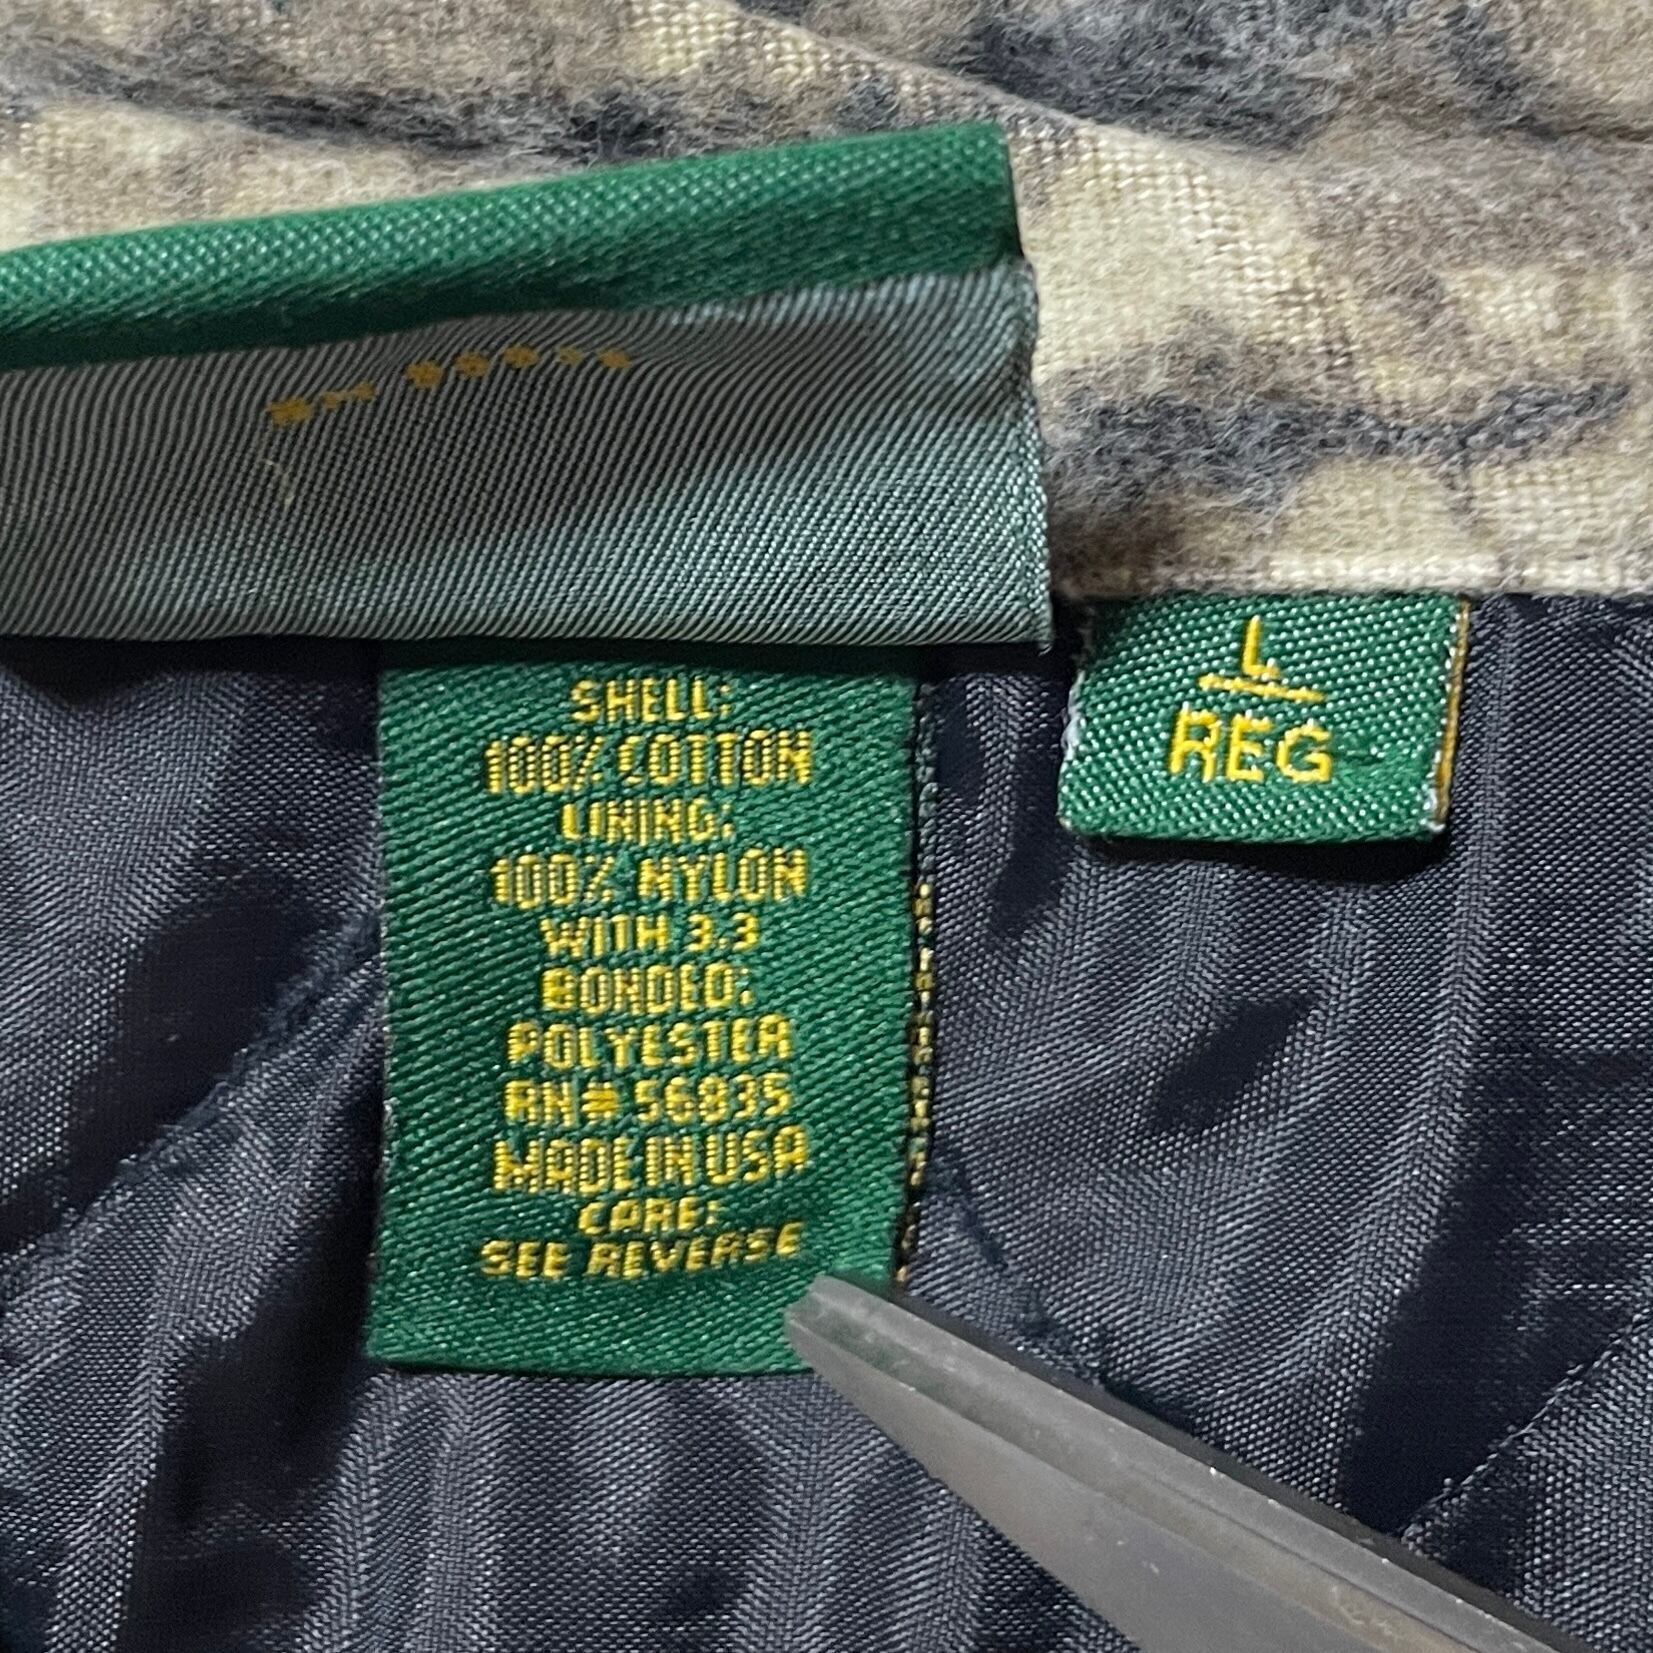 SHELL:
100% COTTON
LINING:
100% NYLON
WITH 3.3
BONDED:
POLYESTER
RN# 56835
MADE IN USA
CARE:
SEE REVERSE
L
REG